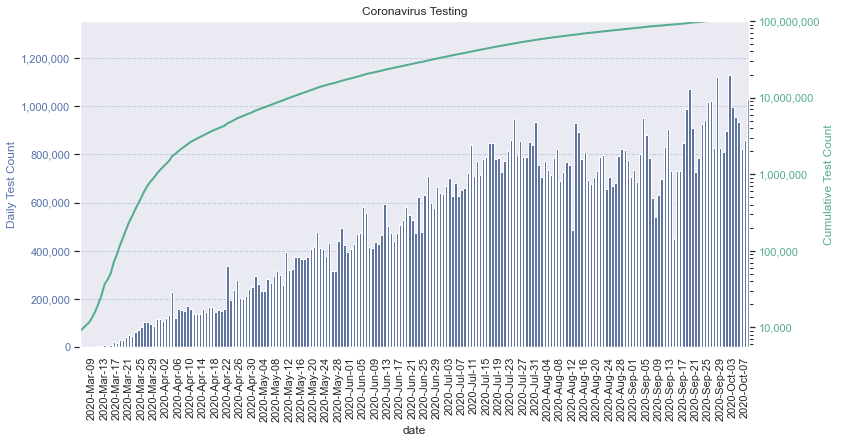 Coronavirus Testing
Daily Test Count
1,200,000
1,000,000
800,000
600,000
400,000
200,000
0
100,000,000
10,000,000
1,000,000
100,000
10,000
Cumulative Test Count
2020-Mar-09
2020-Mar-13
2020-Mar-17
2020-Mar-21
2020-Mar-25
2020-Mar-29
2020-Apr-02
2020-Apr-06
2020-Apr-10
2020-Apr-14
2020-Apr-18
2020-Apr-22
2020-Apr-26
2020-Apr-30
2020-May-04
2020-May-08
2020-May-12
2020-May-16
2020-May-20
2020-May-24
2020-May-28
2020-Jun-01
2020-Jun-05
2020-Jun-09
2020-Jun-13
2020-Jun-17
2020-Jun-21
2020-Jun-25
2020-Jun-29
2020-Jul-03
2020-Jul-07
2020-Jul-11
2020-Jul-15
2020-Jul-19
2020-Jul-23
2020-Jul-27
2020-Jul-31
2020-Aug-04
2020-Aug-08
2020-Aug-12
2020-Aug-16
2020-Aug-20
2020-Aug-24
2020-Aug-28
2020-Sep-01
2020-Sep-05
2020-Sep-09
2020-Sep-13
2020-Sep-17
2020-Sep-21
2020-Sep-25
2020-Sep-29
2020-Oct-03
2020-Oct-07
date